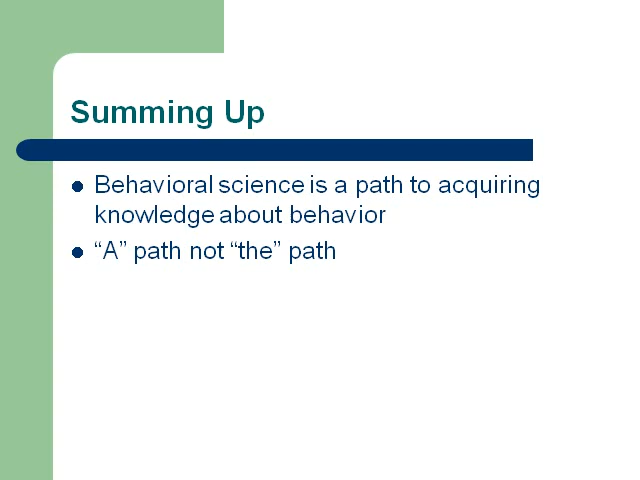 Summing Up
Behavioral science is a path to acquiring
knowledge about behavior
“A” path not “the” path